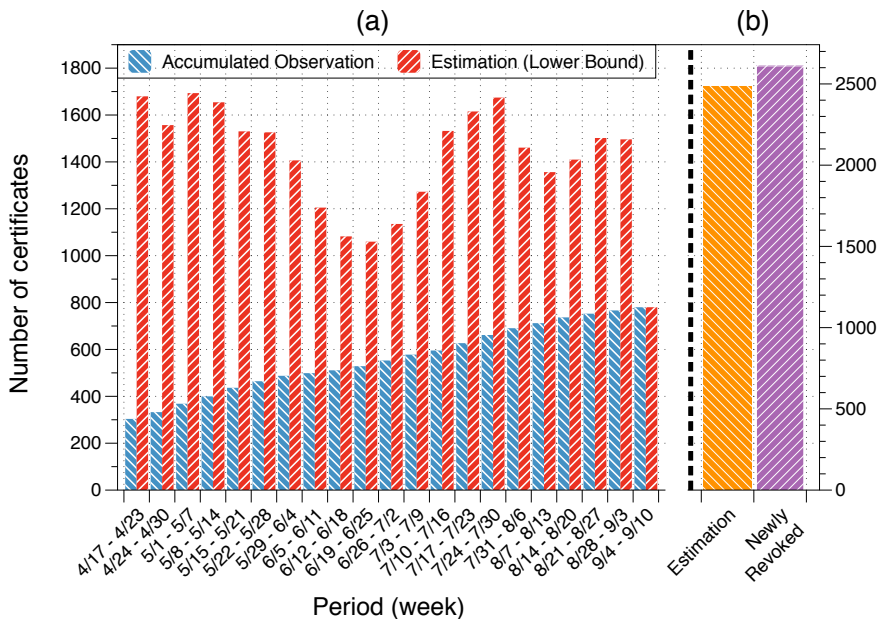 (a)
(b)
Accumulated Observation
Estimation (Lower Bound)
Number of certificates
1800
1600
1400
1200
1000
800
600
400
200
0
2500
2000
1500
1000
500
0
4/17 - 4/23
4/24 - 4/30
5/1 - 5/7
5/8 - 5/14
5/15 - 5/21
5/22 - 5/28
5/29 - 6/4
6/5 - 6/11
6/12 - 6/18
6/19 - 6/25
6/26 - 7/2
7/3 - 7/9
7/10 - 7/16
7/17 - 7/23
7/24 - 7/30
7/31 - 8/6
8/7 - 8/13
8/14 - 8/20
8/21 - 8/27
8/28 - 9/3
9/4 - 9/10
Estimation
Newly
Revoked
Period (week)